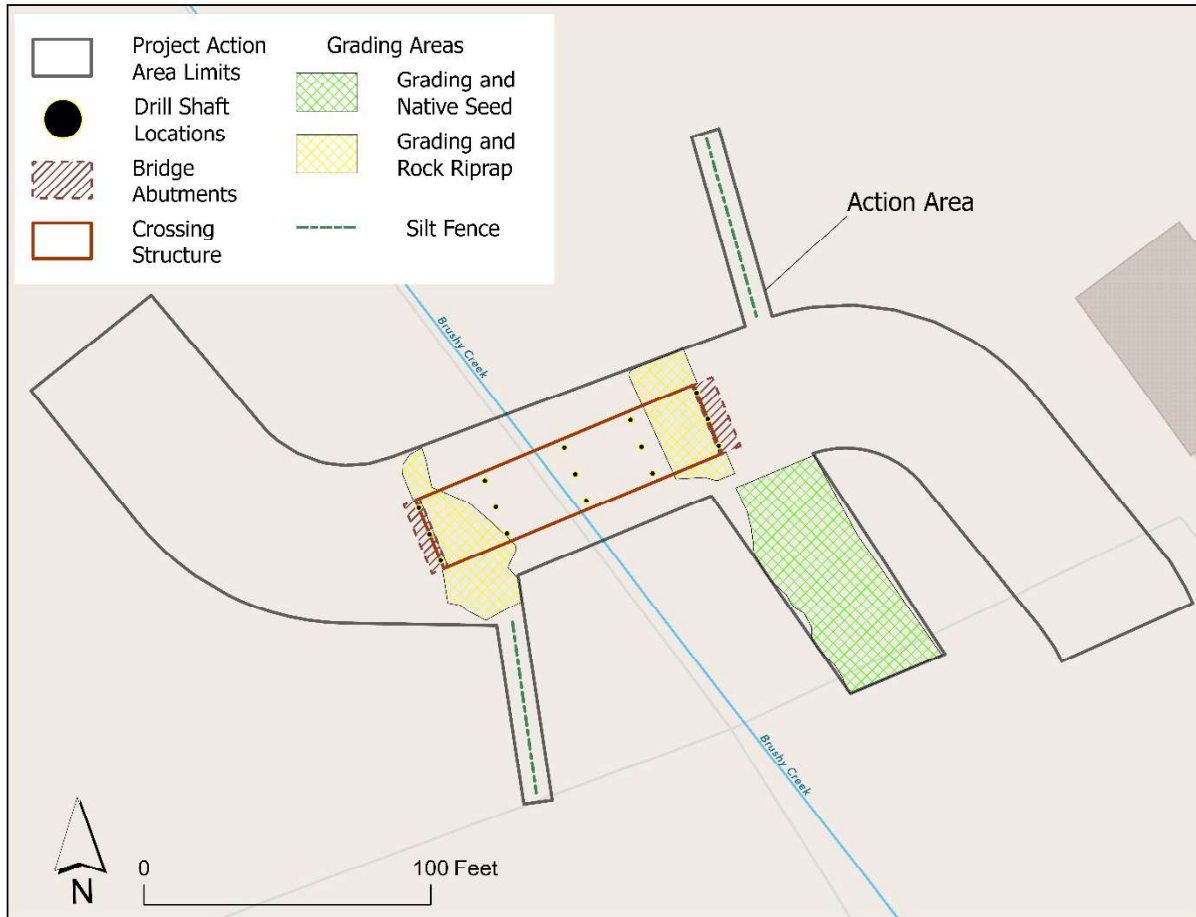 Project Action
Area Limits
Drill Shaft
Locations
Bridge
Abutments
Crossing
Structure
Grading Areas
Grading and
Native Seed
Grading and
Rock Riprap
Silt Fence
Action Area
Brushy Creek
Brushy Creek
N
0
100 Feet